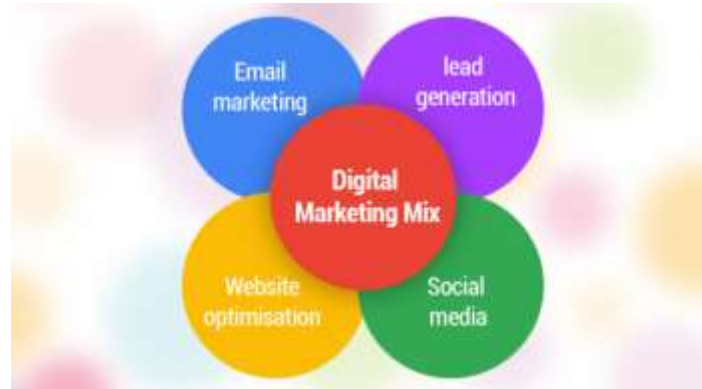 Email
marketing
lead
generation
Digital
Marketing Mix
Website
optimisation
Social
media